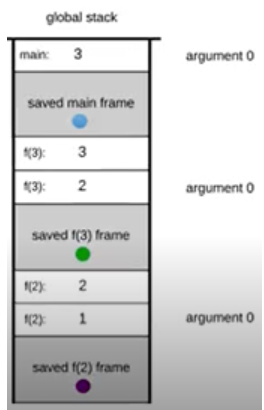 global stack
main: 3 argument 0
saved main frame
f(3): 3
f(3): 2 argument 0
saved f(3) frame
f(2): 2
f(2): 1 argument 0
saved f(2) frame